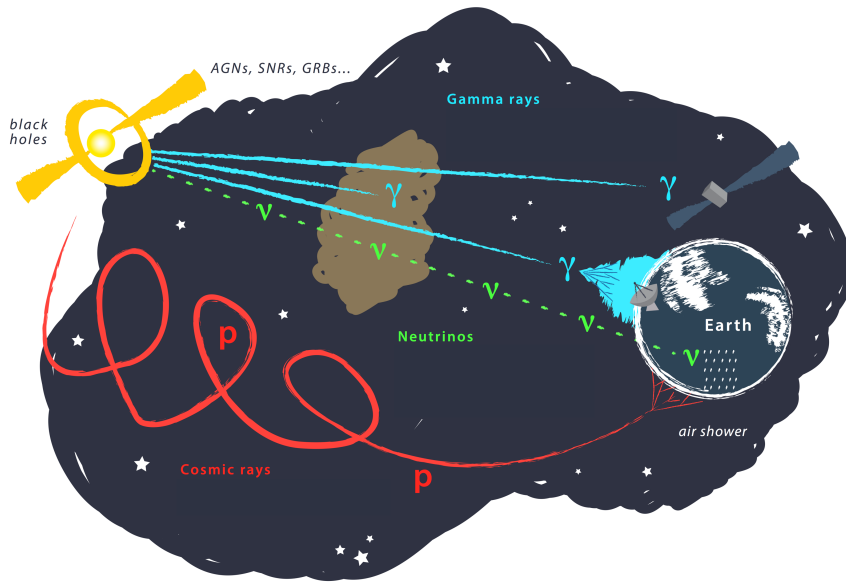 AGNs, SNRs, GRBs...
black
holes
Gamma rays
γ
γ
ν
ν
γ
ν
ν
Earth
p
Neutrinos
ν
air shower
Cosmic rays
p